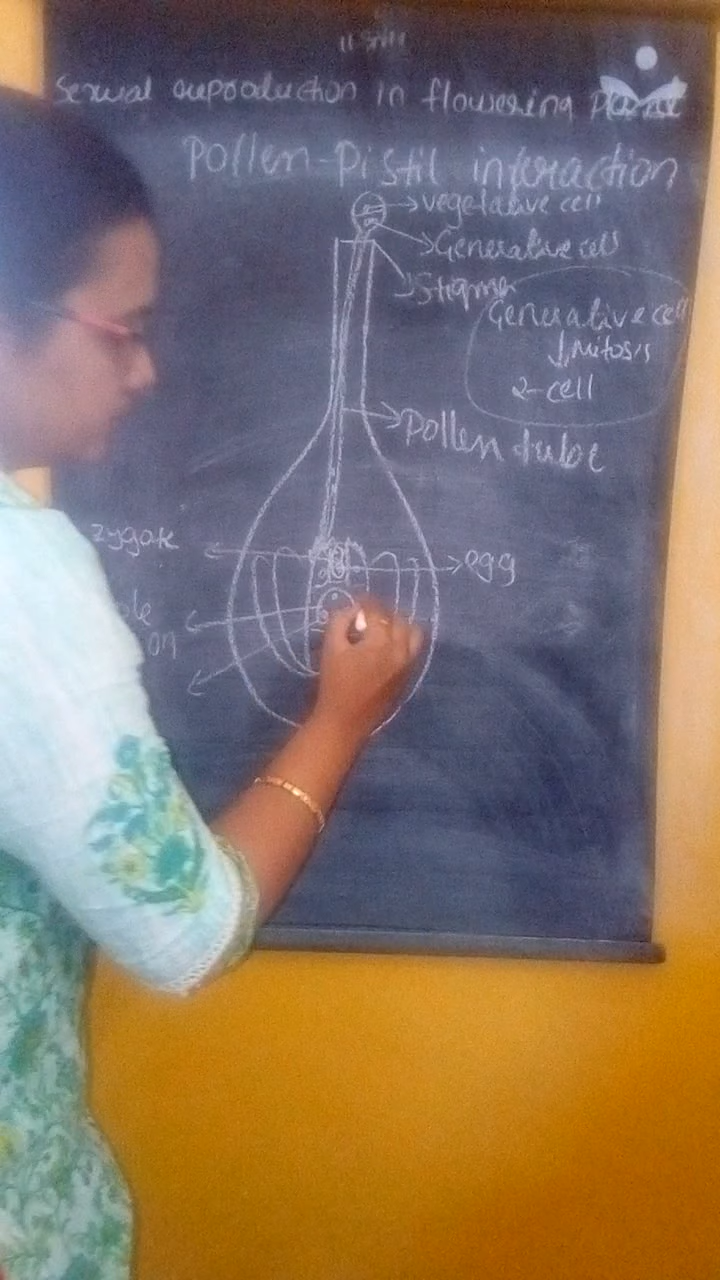 Sexual reproduction in flowering Plant
Pollen-Pistil interaction
vegetative cell
Generative cell
Stigma
Generative cell
Mitosis
2-cell
Pollen tube
zygote
egg